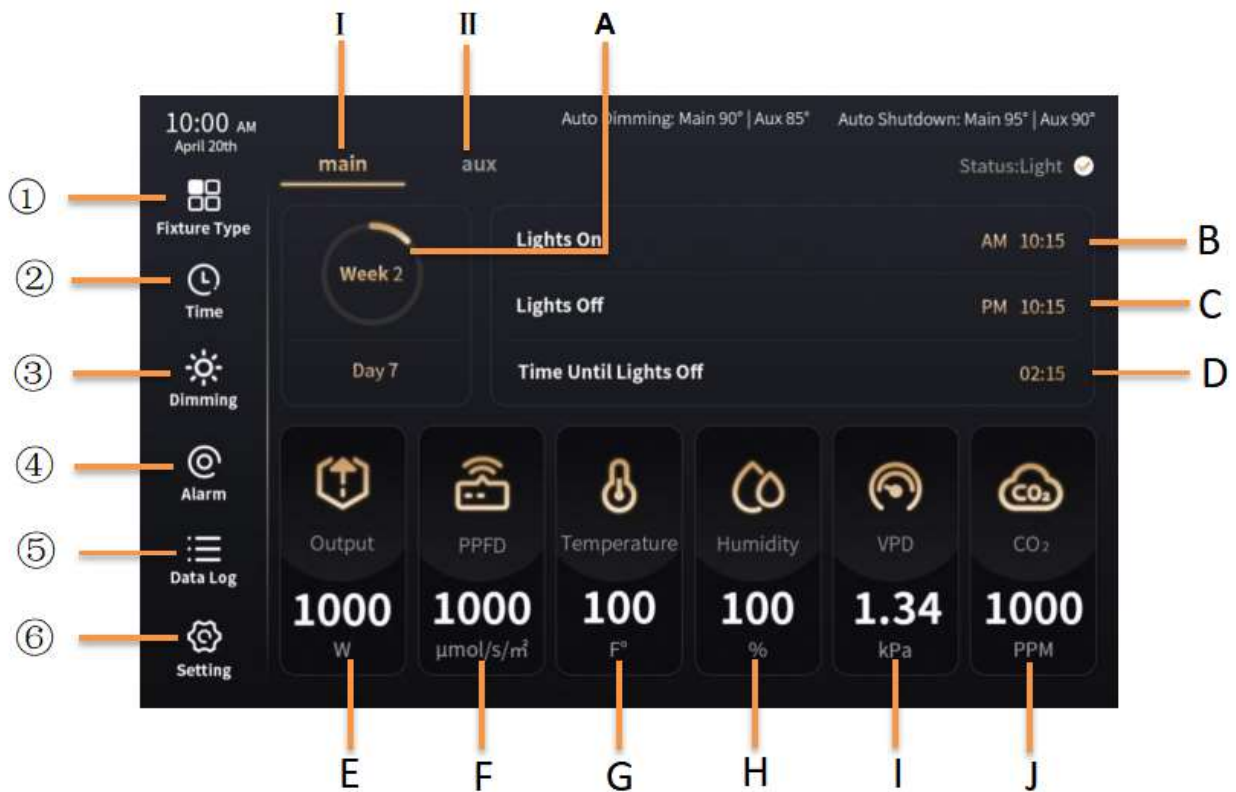 I II A
10:00 AM
April 20th
Auto Dimming: Main 90° | Aux 85° Auto Shutdown: Main 95° | Aux 90°
main aux
Status:Light
① Fixture Type
② Time
③ Dimming
④ Alarm
⑤ Data Log
⑥ Setting
Week 2
Day 7
Lights On AM 10:15 B
Lights Off PM 10:15 C
Time Until Lights Off 02:15 D
Output PPFD Temperature Humidity VPD CO₂
CO₂
1000 1000 100 100 1.34 1000
W μmol/s/㎡ F° % kPa PPM
E F G H I J